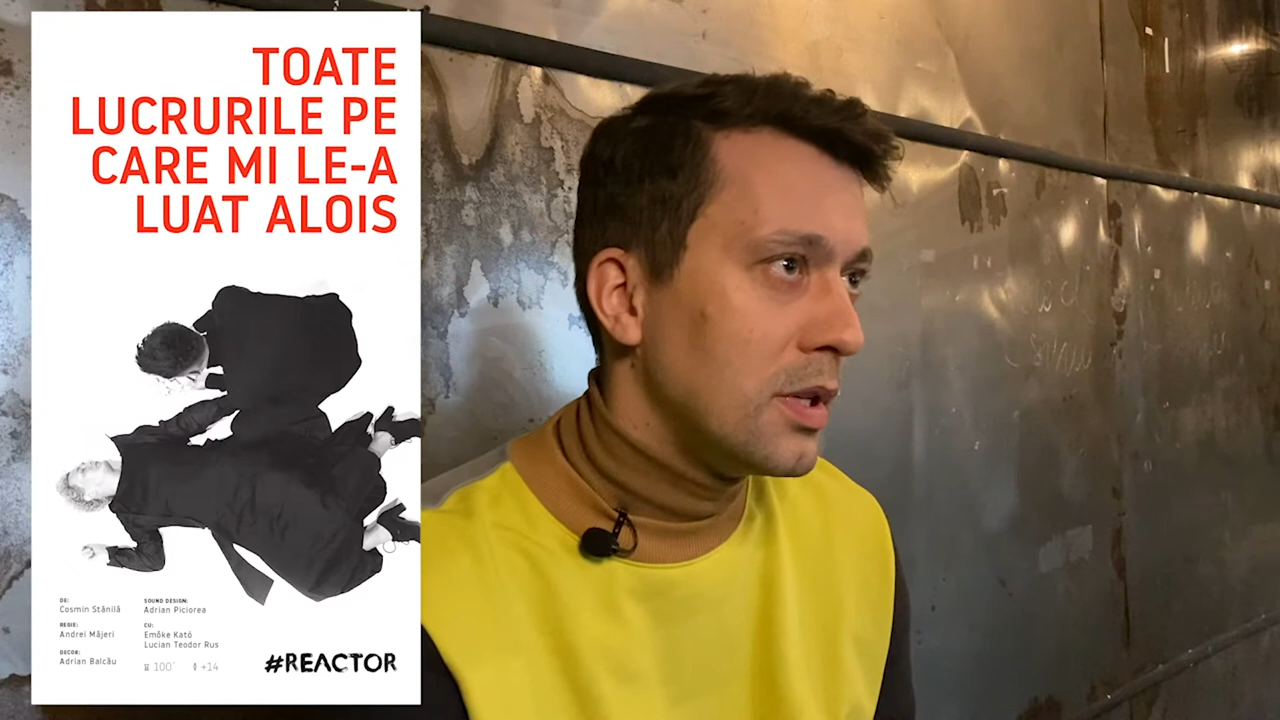 TOATE
LUCRURILE PE
CARE MI LE-A
LUAT ALOIS
DE:
Cosmin Stănilă
REGIE:
Andrei Măjeri
DECOR:
Adrian Balcău
SOUND DESIGN:
Adrian Piciorea
CU:
Emőke Kató
Lucian Teodor Rus
100´
+14
#REACTOR